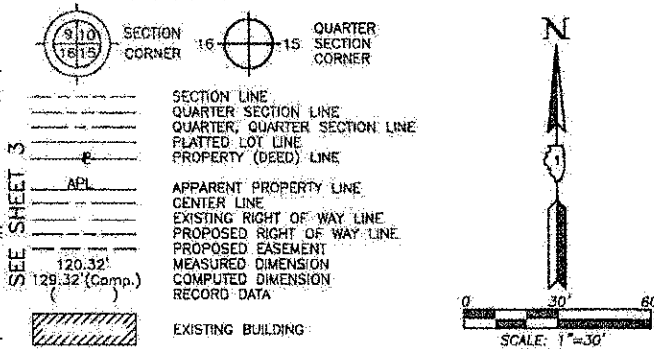 9 10
16 15
SECTION
CORNER
16
15
QUARTER
SECTION
CORNER
SEE SHEET 3
SECTION LINE
QUARTER SECTION LINE
QUARTER, QUARTER SECTION LINE
PLATTED LOT LINE
PROPERTY (DEED) LINE
APL
APPARENT PROPERTY LINE
CENTER LINE
EXISTING RIGHT OF WAY LINE
PROPOSED RIGHT OF WAY LINE
PROPOSED EASEMENT
120.32' MEASURED DIMENSION
129.32'(Comp.) COMPUTED DIMENSION
( ) RECORD DATA
EXISTING BUILDING
N
1
0 30' 60
SCALE: 1"=30'